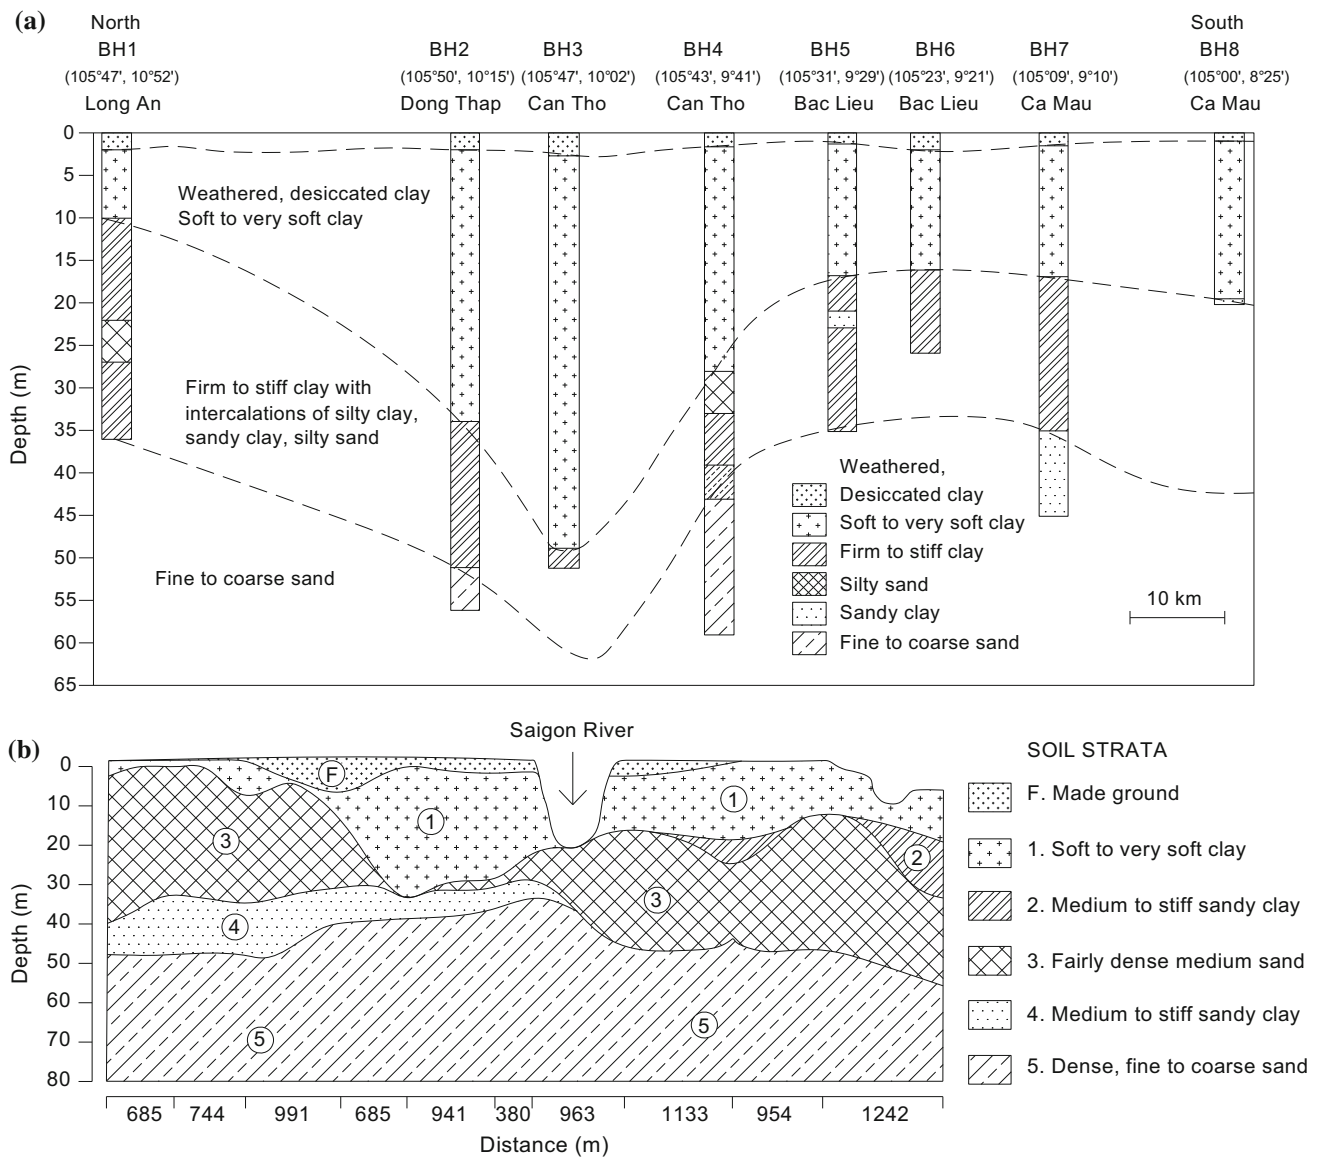 (a)
North
South
BH1
BH2
BH3
BH4
BH5
BH6
BH7
BH8
(105°47', 10°52')
(105°50', 10°15')
(105°47', 10°02')
(105°43', 9°41')
(105°31', 9°29')
(105°23', 9°21')
(105°09', 9°10')
(105°00', 8°25')
Long An
Dong Thap
Can Tho
Can Tho
Bac Lieu
Bac Lieu
Ca Mau
Ca Mau
Depth (m)
0
5
10
15
20
25
30
35
40
45
50
55
60
65
Weathered, desiccated clay
Soft to very soft clay
Firm to stiff clay with
intercalations of silty clay,
sandy clay, silty sand
Fine to coarse sand
Weathered,
Desiccated clay
Soft to very soft clay
Firm to stiff clay
Silty sand
Sandy clay
Fine to coarse sand
10 km
(b)
Saigon River
Depth (m)
0
10
20
30
40
50
60
70
80
F
1
1
3
2
3
4
5
5
SOIL STRATA
F. Made ground
1. Soft to very soft clay
2. Medium to stiff sandy clay
3. Fairly dense medium sand
4. Medium to stiff sandy clay
5. Dense, fine to coarse sand
685 744 991 685 941 380 963 1133 954 1242
Distance (m)